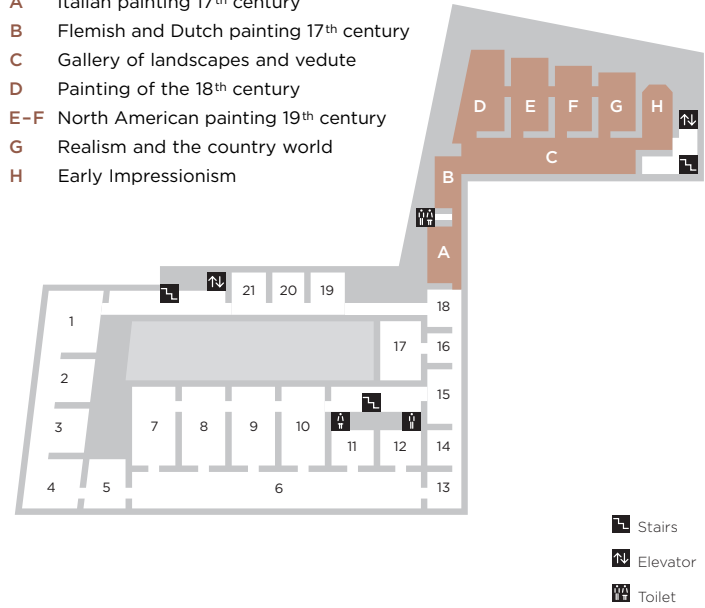 A Italian painting 17th century
B Flemish and Dutch painting 17th century
C Gallery of landscapes and vedute
D Painting of the 18th century
E–F North American painting 19th century
G Realism and the country world
H Early Impressionism
D E F G H
C
B
A
21 20 19
18
1
17 16
2
15
3
7 8 9 10
11 12 14
4 5 6 13
Stairs
Elevator
Toilet